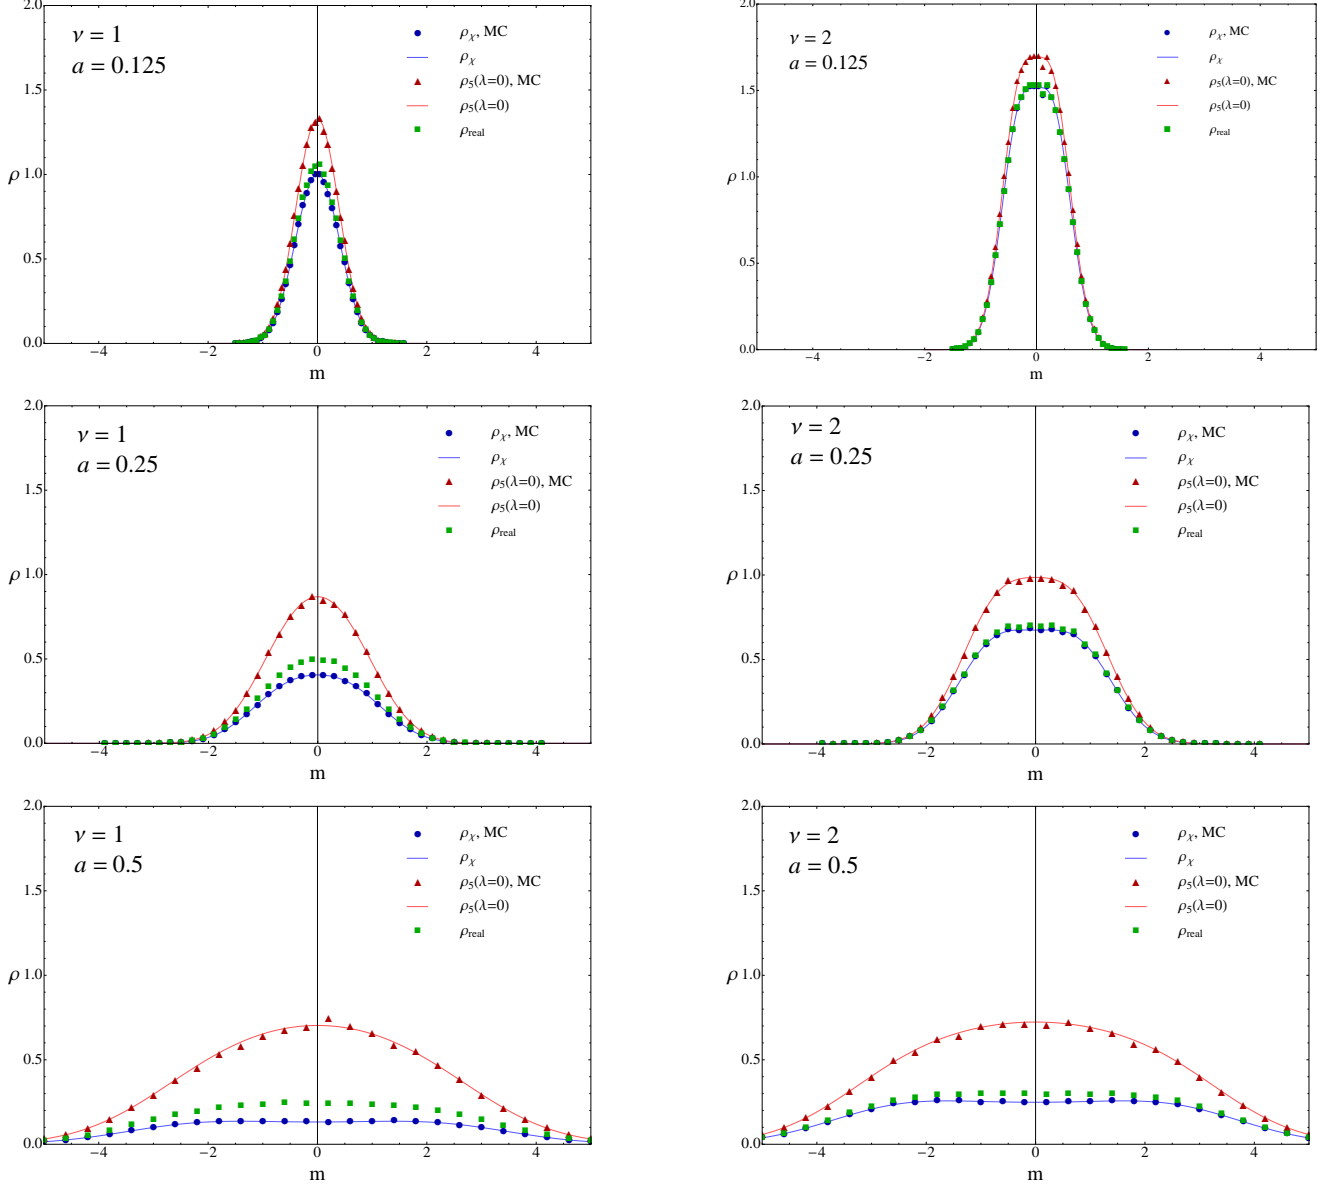 ν = 1
a = 0.125
ρχ, MC
ρχ
ρ5(λ=0), MC
ρ5(λ=0)
ρreal
ρ
2.0
1.5
1.0
0.5
0.0
−4
−2
0
2
4
m
ν = 2
a = 0.125
ρχ, MC
ρχ
ρ5(λ=0), MC
ρ5(λ=0)
ρreal
ρ
2.0
1.5
1.0
0.5
0.0
−4
−2
0
2
4
m
ν = 1
a = 0.25
ρχ, MC
ρχ
ρ5(λ=0), MC
ρ5(λ=0)
ρreal
ρ
2.0
1.5
1.0
0.5
0.0
−4
−2
0
2
4
m
ν = 2
a = 0.25
ρχ, MC
ρχ
ρ5(λ=0), MC
ρ5(λ=0)
ρreal
ρ
2.0
1.5
1.0
0.5
0.0
−4
−2
0
2
4
m
ν = 1
a = 0.5
ρχ, MC
ρχ
ρ5(λ=0), MC
ρ5(λ=0)
ρreal
ρ
2.0
1.5
1.0
0.5
0.0
−4
−2
0
2
4
m
ν = 2
a = 0.5
ρχ, MC
ρχ
ρ5(λ=0), MC
ρ5(λ=0)
ρreal
ρ
2.0
1.5
1.0
0.5
0.0
−4
−2
0
2
4
m